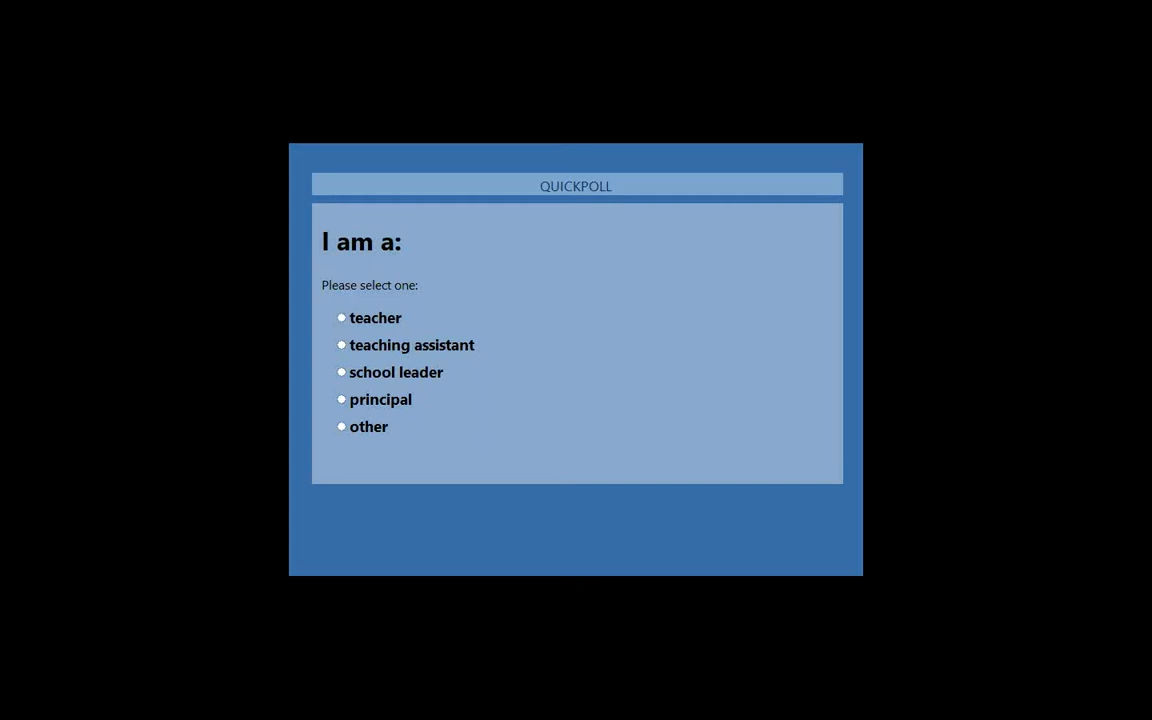 QUICKPOLL
I am a:
Please select one:
teacher
teaching assistant
school leader
principal
other